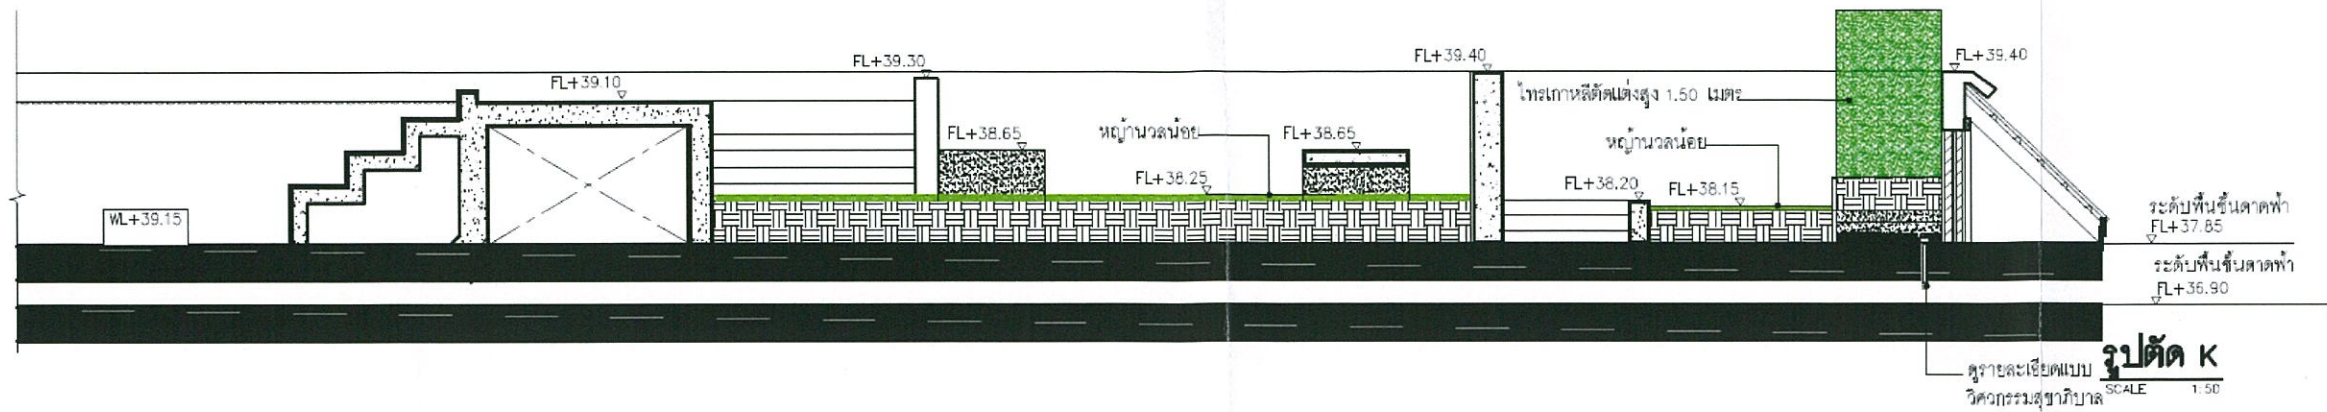 FL+39.30
FL+39.40
FL+39.40
FL+39.10
ไทรเกาหลีตัดแต่งสูง 1.50 เมตร
FL+38.65
หญ้านวลน้อย
FL+38.65
หญ้านวลน้อย
FL+38.25
FL+38.20
FL+38.15
WL+39.15
ระดับพื้นชั้นดาดฟ้า
FL+37.85
ระดับพื้นชั้นดาดฟ้า
FL+36.90
รูปตัด K
SCALE 1:50
ดูรายละเอียดแบบ
วิศวกรรมสุขาภิบาล